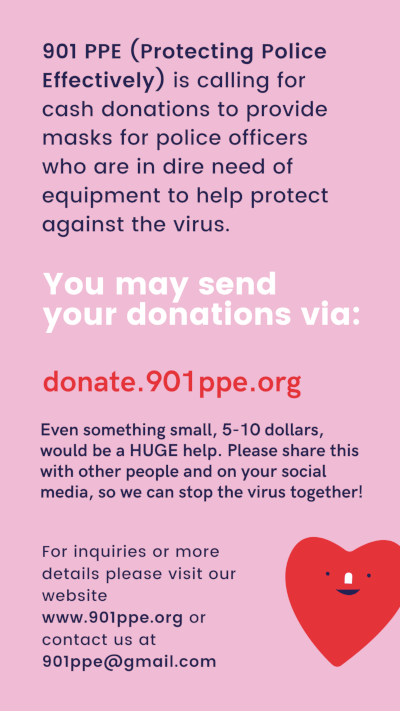 901 PPE (Protecting Police
Effectively) is calling for
cash donations to provide
masks for police officers
who are in dire need of
equipment to help protect
against the virus.
You may send
your donations via:
donate.901ppe.org
Even something small, 5-10 dollars,
would be a HUGE help. Please share this
with other people and on your social
media, so we can stop the virus together!
For inquiries or more
details please visit our
website
www.901ppe.org or
contact us at
901ppe@gmail.com